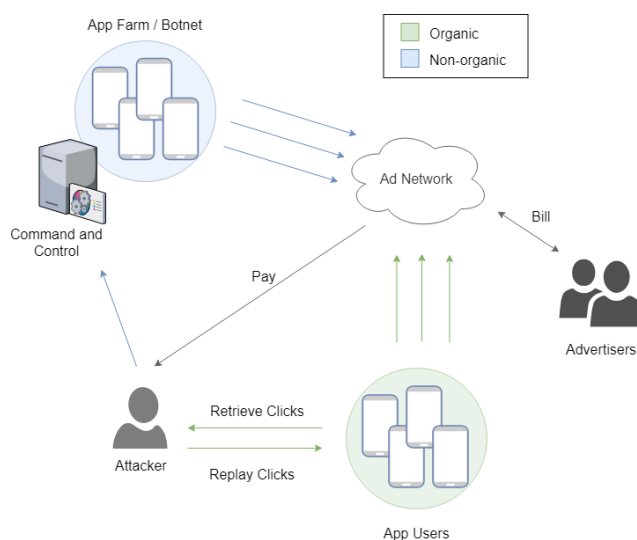 App Farm / Botnet
Organic
Non-organic
Ad Network
Command and
Control
Bill
Pay
Advertisers
Retrieve Clicks
Attacker
Replay Clicks
App Users